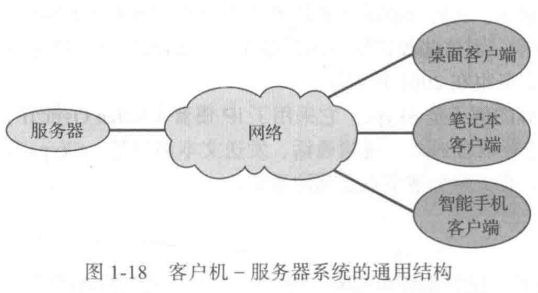 桌面客户端
服务器
网络
笔记本
客户端
智能手机
客户端
图 1-18 客户机－服务器系统的通用结构